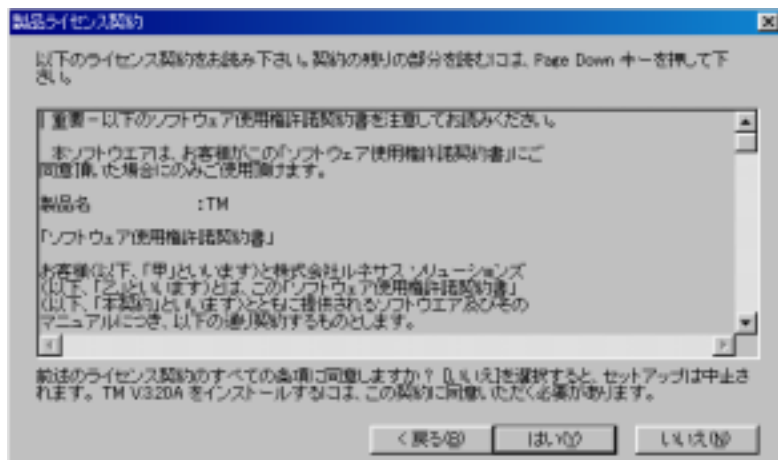 製品ライセンス契約
以下のライセンス契約をお読み下さい。契約の残りの部分を読むには、Page Down キーを押して下
さい。
重要－以下のソフトウェア使用権許諾契約書を注意してお読みください。
本ソフトウエアは、お客様がこの「ソフトウェア使用権許諾契約書」にご
同意頂いた場合にのみご使用頂けます。
製品名 :TM
「ソフトウェア使用権許諾契約書」
お客様（以下、「甲」といいます）と株式会社ルネサス ソリューションズ
（以下、「乙」といいます）とは、この「ソフトウェア使用権許諾契約書」
（以下、「本契約」といいます）とともに提供されるソフトウエア及びその
マニュアルにつき、以下の通り契約するものとします。
前述のライセンス契約のすべての条項に同意しますか？ [いいえ]を選択すると、セットアップは中止さ
れます。TM V.3.20A をインストールするには、この契約に同意いただく必要があります。
< 戻る(B)
はい(Y)
いいえ(N)